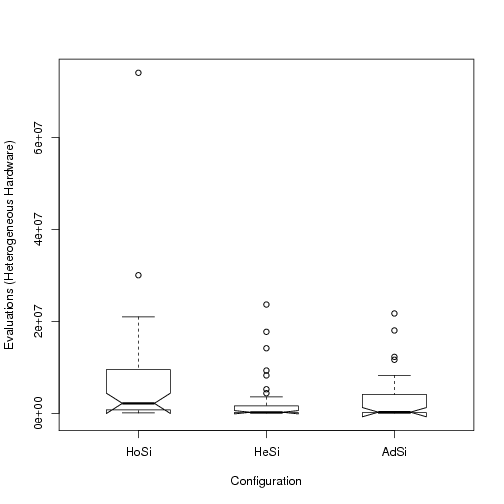 Evaluations (Heterogeneous Hardware)
6e+07
4e+07
2e+07
0e+00
HoSi HeSi AdSi
Configuration